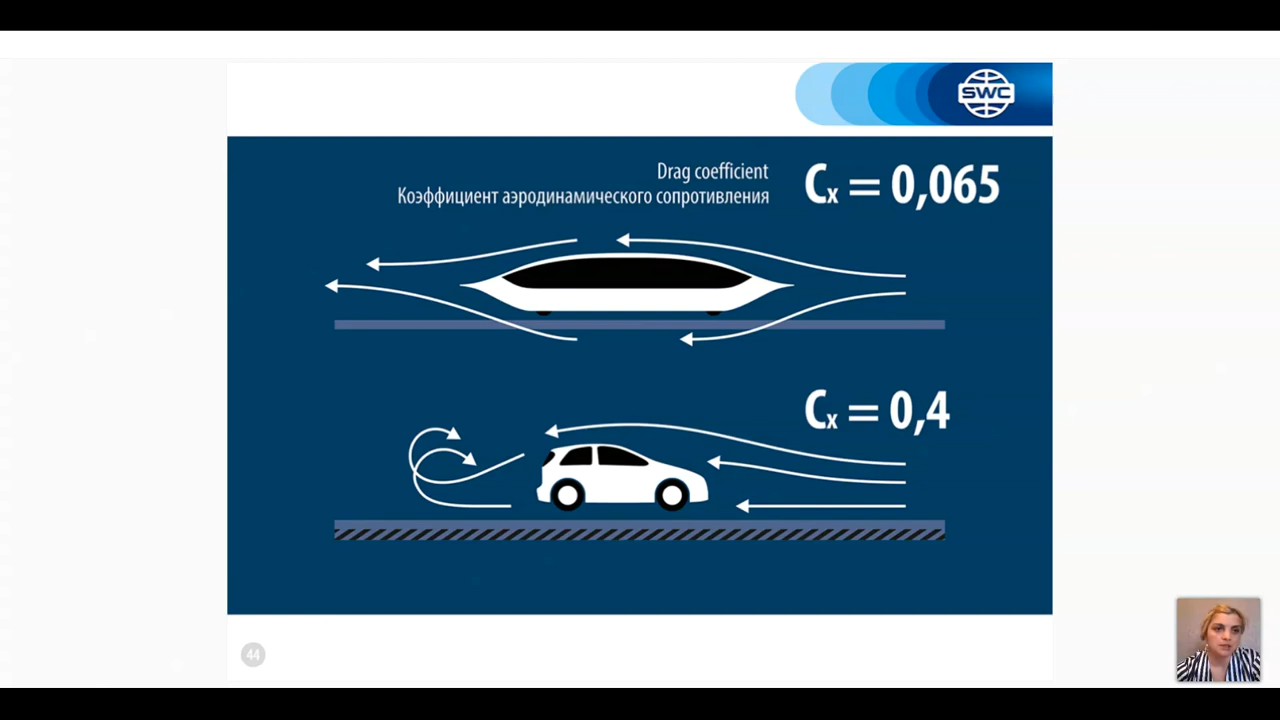 SWC
Drag coefficient
Коэффициент аэродинамического сопротивления
Cx = 0,065
Cx = 0,4
44